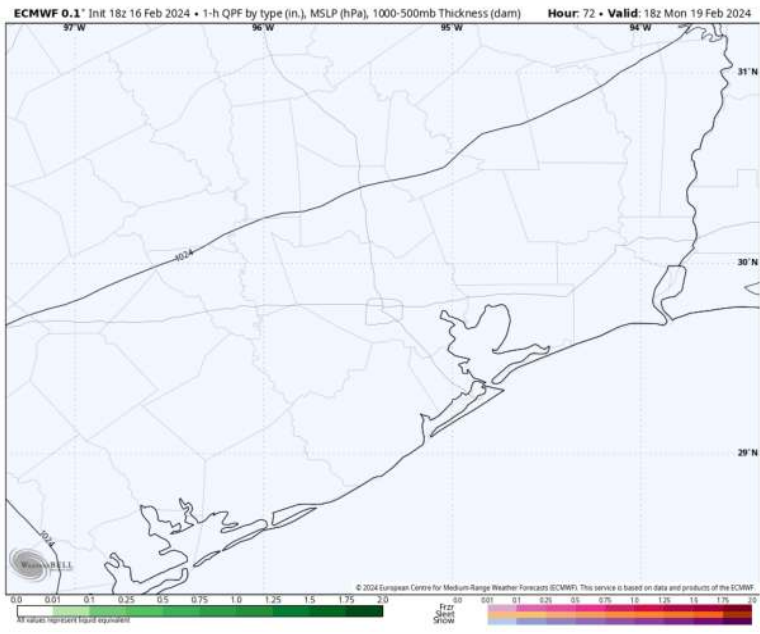 ECMWF 0.1° Init 18z 16 Feb 2024 • 1-h QPF by type (in.), MSLP (hPa), 1000-500mb Thickness (dam) Hour: 72 • Valid: 18z Mon 19 Feb 2024
97°W 96°W 95°W 94°W
31°N
1024
30°N
29°N
1024
WeatherBELL
© 2024 European Centre for Medium-Range Weather Forecasts (ECMWF). This service is based on data and products of the ECMWF
0.0 0.01 0.1 0.25 0.5 0.75 1.0 1.25 1.5 1.75 2.0
All values represent liquid equivalent
0.0 0.01 0.1 0.25 0.5 0.75 1.0 1.25 1.5 1.75 2.0
Frzr
Sleet
Snow